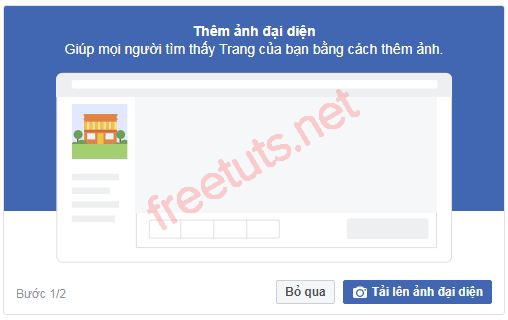 Thêm ảnh đại diện
Giúp mọi người tìm thấy Trang của bạn bằng cách thêm ảnh.
freetuts.net
Bước 1/2
Bỏ qua
Tải lên ảnh đại diện